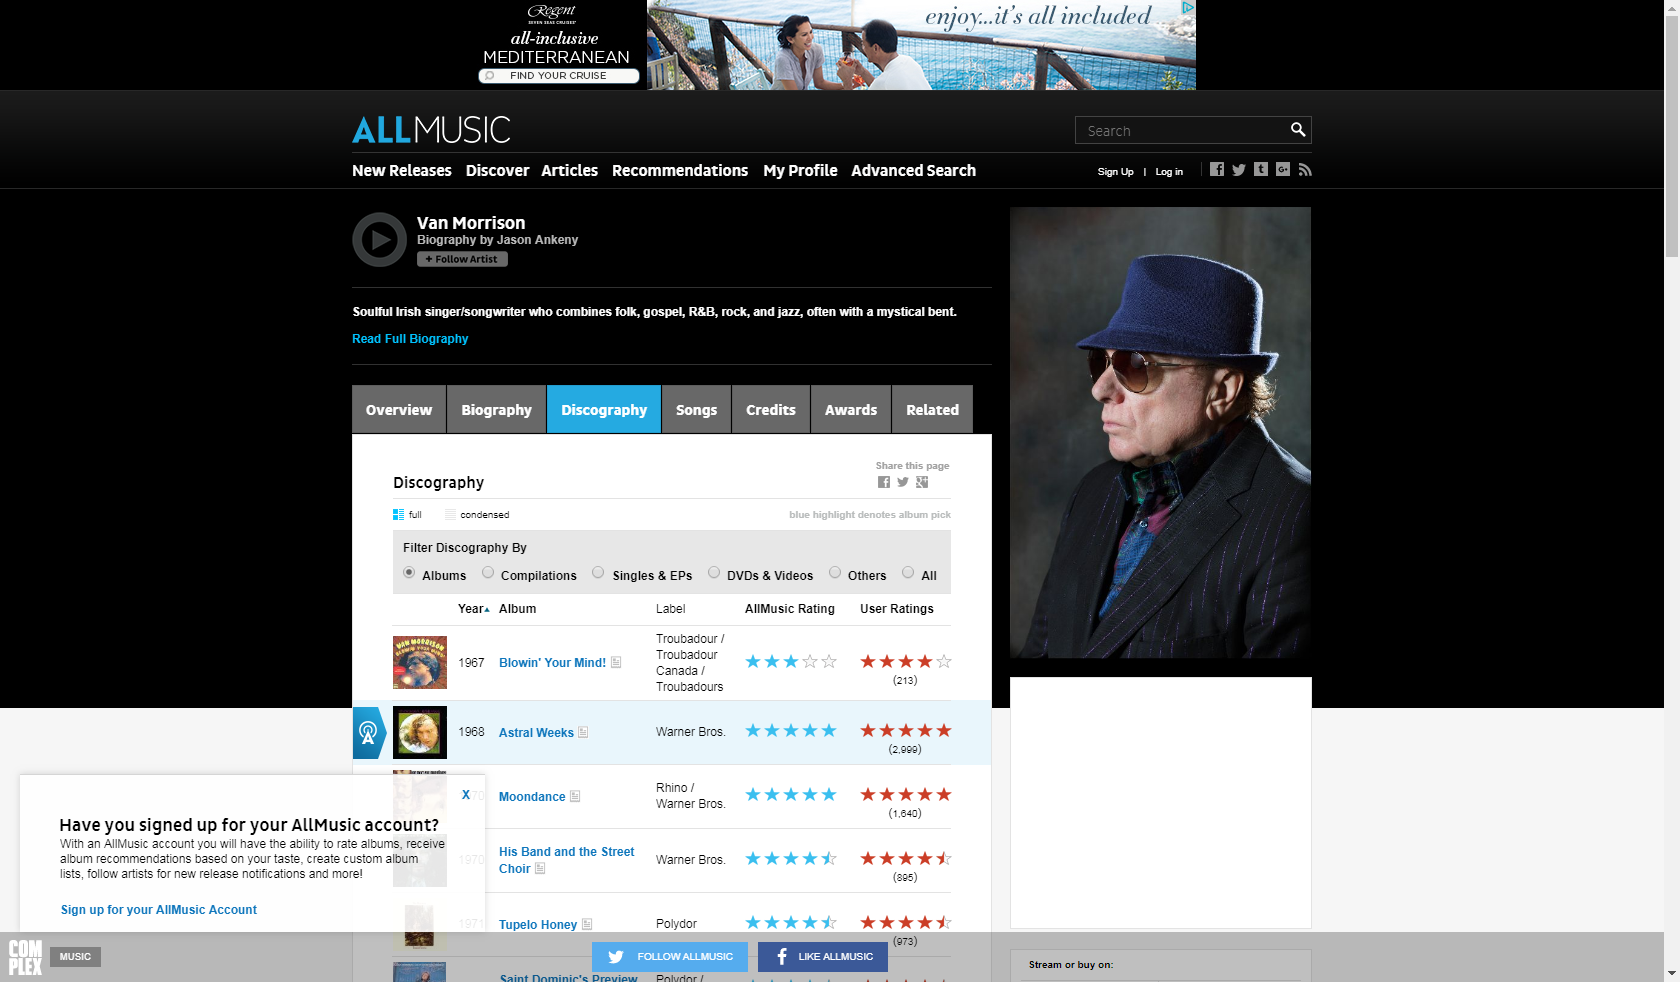 Regent
SEVEN SEAS CRUISES
all-inclusive
MEDITERRANEAN
FIND YOUR CRUISE
enjoy...it's all included
ALLMUSIC
Search
New Releases Discover Articles Recommendations My Profile Advanced Search
Sign Up | Log in
Van Morrison
Biography by Jason Ankeny
+ Follow Artist
Soulful Irish singer/songwriter who combines folk, gospel, R&B, rock, and jazz, often with a mystical bent.
Read Full Biography
Overview Biography Discography Songs Credits Awards Related
Share this page
Discography
full condensed blue highlight denotes album pick
Filter Discography By
Albums Compilations Singles & EPs DVDs & Videos Others All
Year Album Label AllMusic Rating User Ratings
VAN MORRISON
BLOWIN' YOUR MIND!
1967 Blowin' Your Mind!
Troubadour /
Troubadour
Canada /
Troubadours
(213)
1968 Astral Weeks Warner Bros.
(2,999)
1970 Moondance
Rhino /
Warner Bros.
(1,640)
1970 His Band and the Street
Choir
Warner Bros.
(895)
1971 Tupelo Honey Polydor
(973)
Saint Dominic's Preview Polydor /
X
Have you signed up for your AllMusic account?
With an AllMusic account you will have the ability to rate albums, receive
album recommendations based on your taste, create custom album
lists, follow artists for new release notifications and more!
Sign up for your AllMusic Account
COM
PLEX
MUSIC
FOLLOW ALLMUSIC
LIKE ALLMUSIC
Stream or buy on: